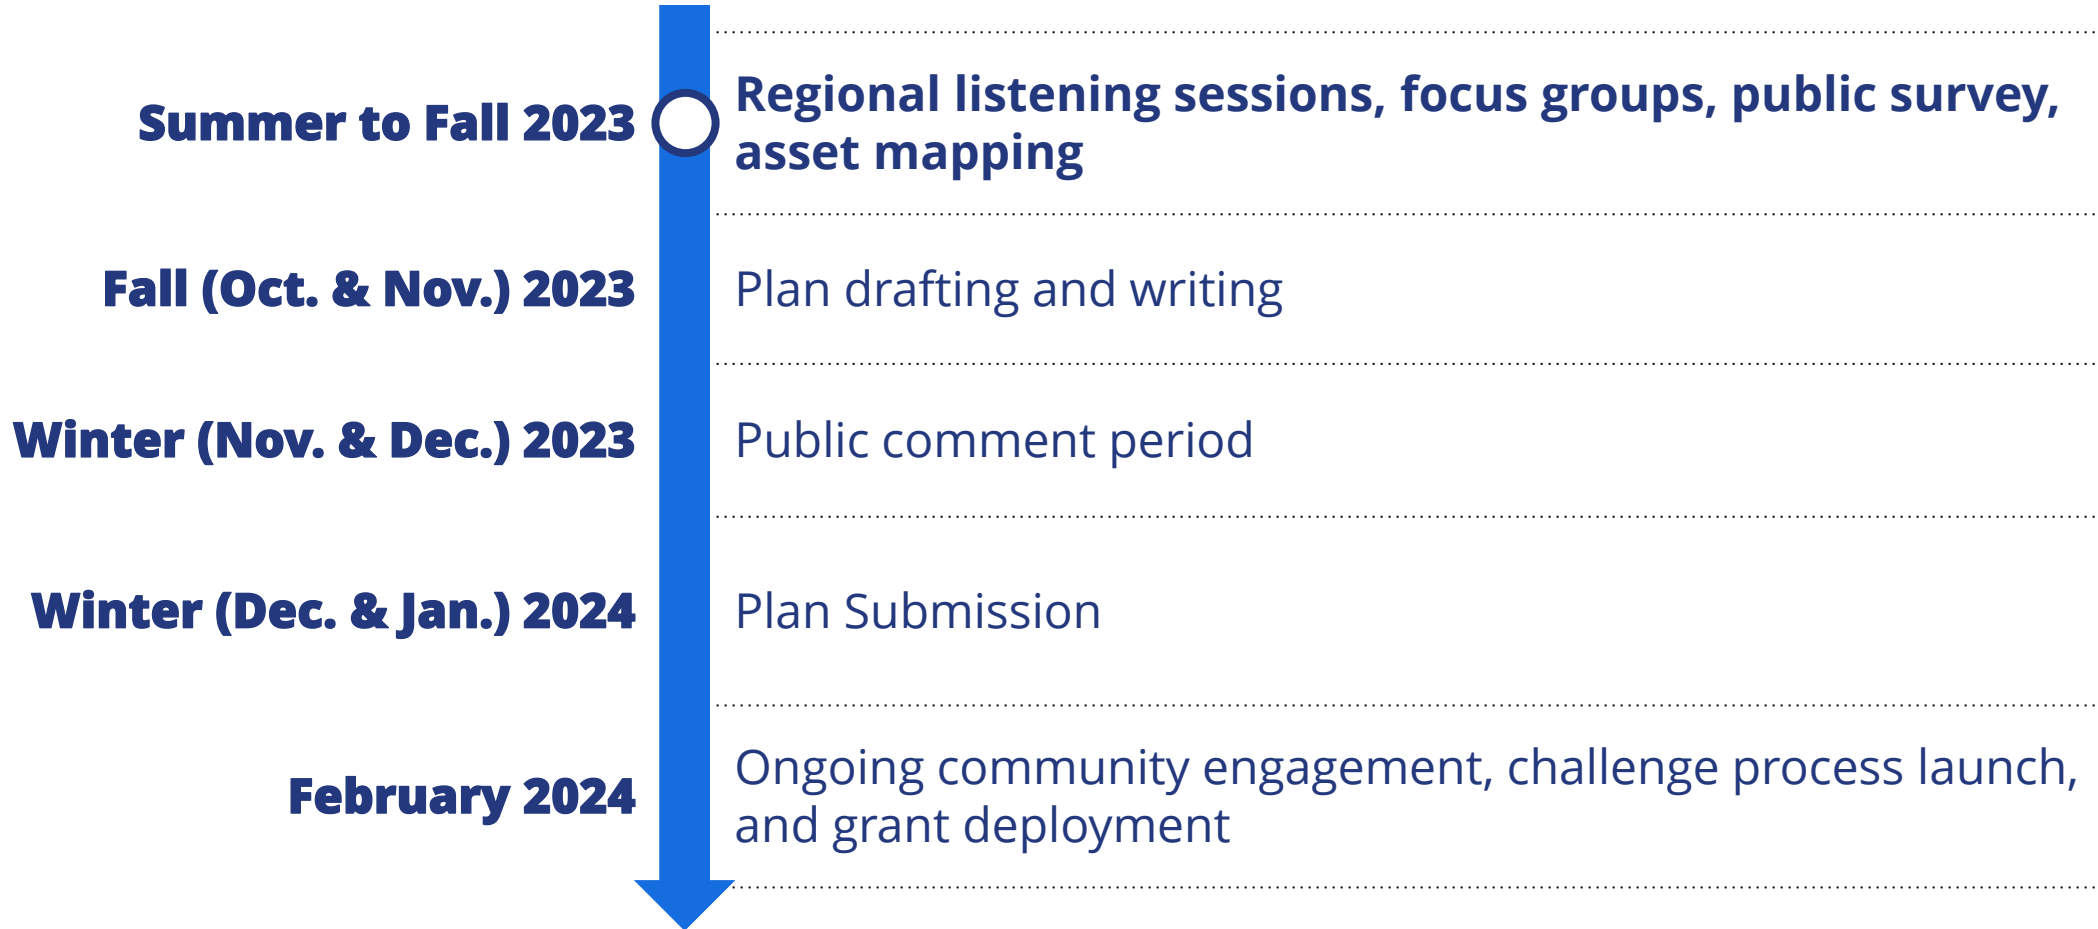 Summer to Fall 2023
Regional listening sessions, focus groups, public survey,
asset mapping
Fall (Oct. & Nov.) 2023
Plan drafting and writing
Winter (Nov. & Dec.) 2023
Public comment period
Winter (Dec. & Jan.) 2024
Plan Submission
February 2024
Ongoing community engagement, challenge process launch,
and grant deployment